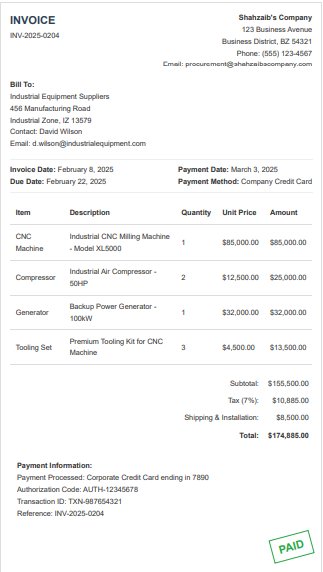 INVOICE
INV-2025-0204
Shahzaib's Company
123 Business Avenue
Business District, BZ 54321
Phone: (555) 123-4567
Email: procurement@shahzaibscompany.com
Bill To:
Industrial Equipment Suppliers
456 Manufacturing Road
Industrial Zone, IZ 13579
Contact: David Wilson
Email: d.wilson@industrialequipment.com
Invoice Date: February 8, 2025
Due Date: February 22, 2025
Payment Date: March 3, 2025
Payment Method: Company Credit Card
Item Description Quantity Unit Price Amount
CNC Machine Industrial CNC Milling Machine - Model XL5000 1 $85,000.00 $85,000.00
Compressor Industrial Air Compressor - 50HP 2 $12,500.00 $25,000.00
Generator Backup Power Generator - 100kW 1 $32,000.00 $32,000.00
Tooling Set Premium Tooling Kit for CNC Machine 3 $4,500.00 $13,500.00
Subtotal: $155,500.00
Tax (7%): $10,885.00
Shipping & Installation: $8,500.00
Total: $174,885.00
Payment Information:
Payment Processed: Corporate Credit Card ending in 7890
Authorization Code: AUTH-12345678
Transaction ID: TXN-987654321
Reference: INV-2025-0204
PAID